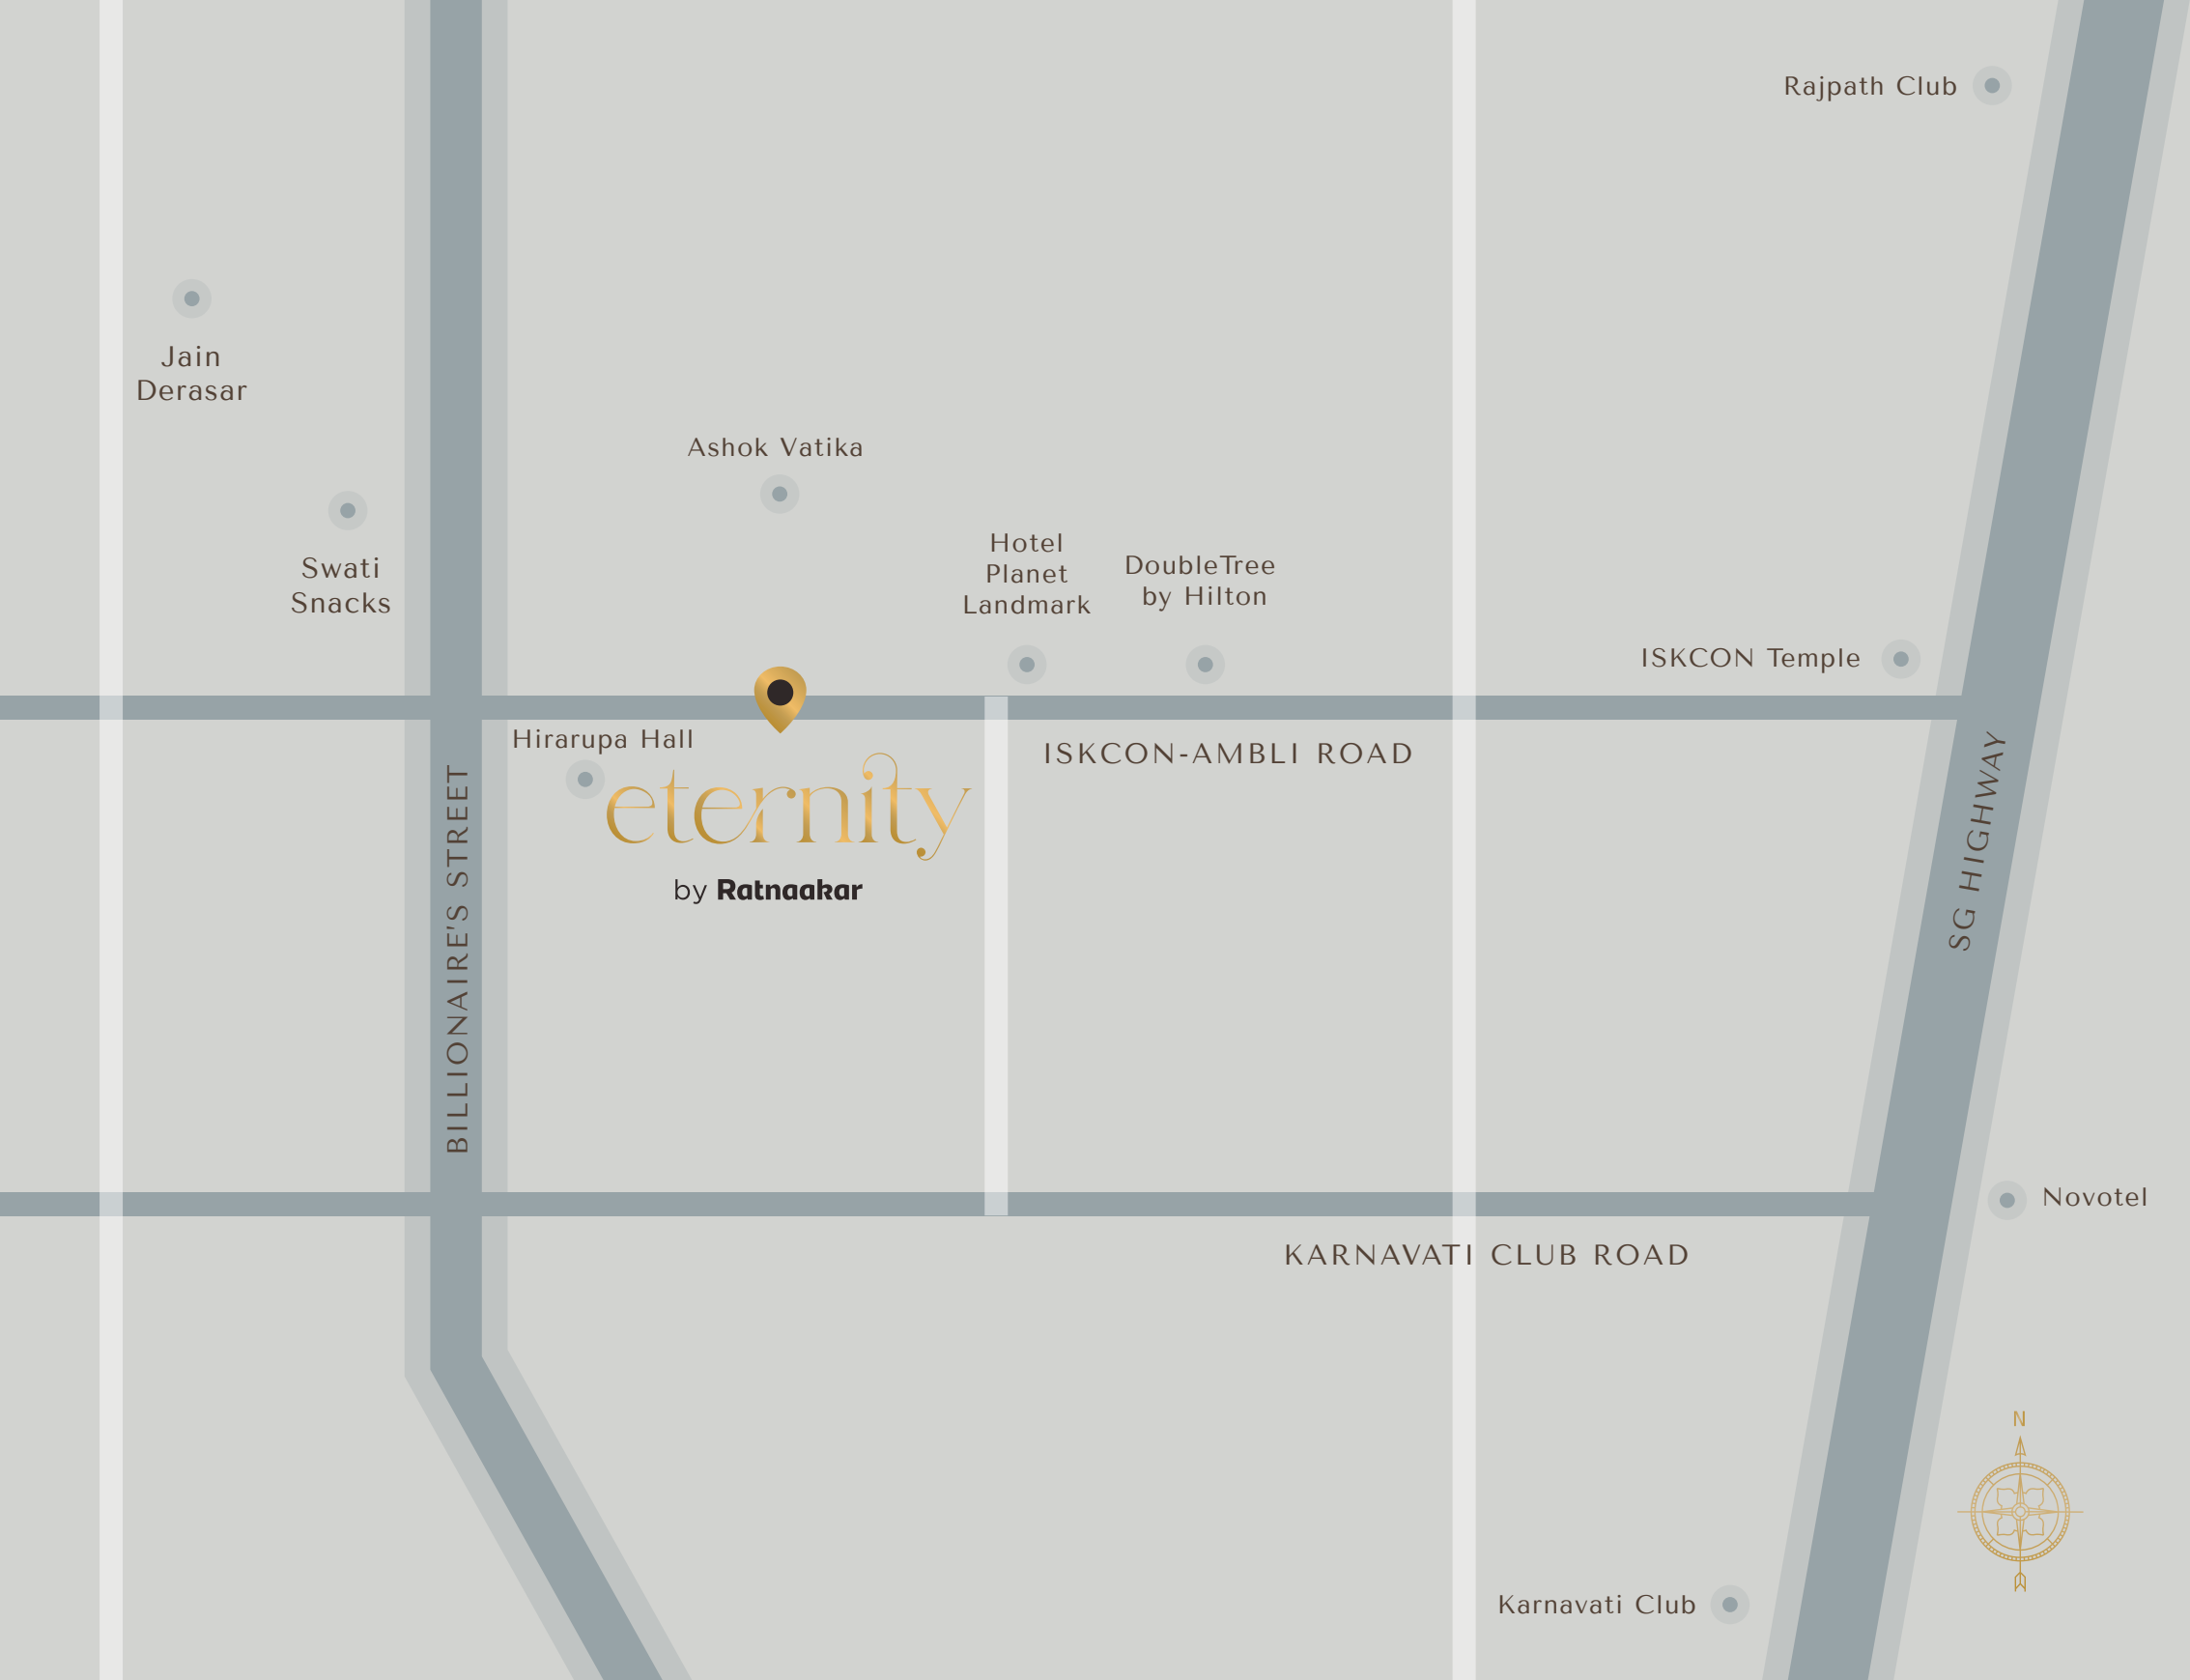 Rajpath Club
Jain
Derasar
Ashok Vatika
Swati
Snacks
Hotel
Planet
Landmark
DoubleTree
by Hilton
ISKCON Temple
Hirarupa Hall
ISKCON-AMBLI ROAD
eternity
by Ratnaakar
BILLIONAIRE'S STREET
SG HIGHWAY
Novotel
KARNAVATI CLUB ROAD
N
Karnavati Club